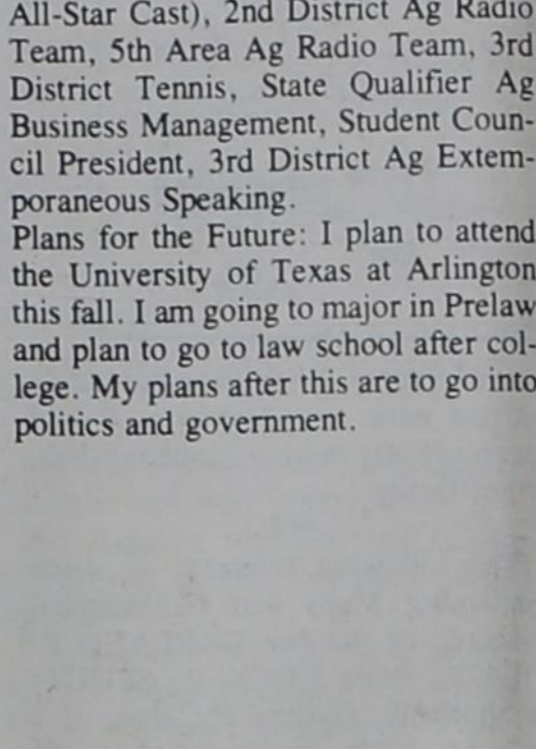 All-Star Cast), 2nd District Ag Radio
Team, 5th Area Ag Radio Team, 3rd
District Tennis, State Qualifier Ag
Business Management, Student Coun-
cil President, 3rd District Ag Extem-
poraneous Speaking.
Plans for the Future: I plan to attend
the University of Texas at Arlington
this fall. I am going to major in Prelaw
and plan to go to law school after col-
lege. My plans after this are to go into
politics and government.